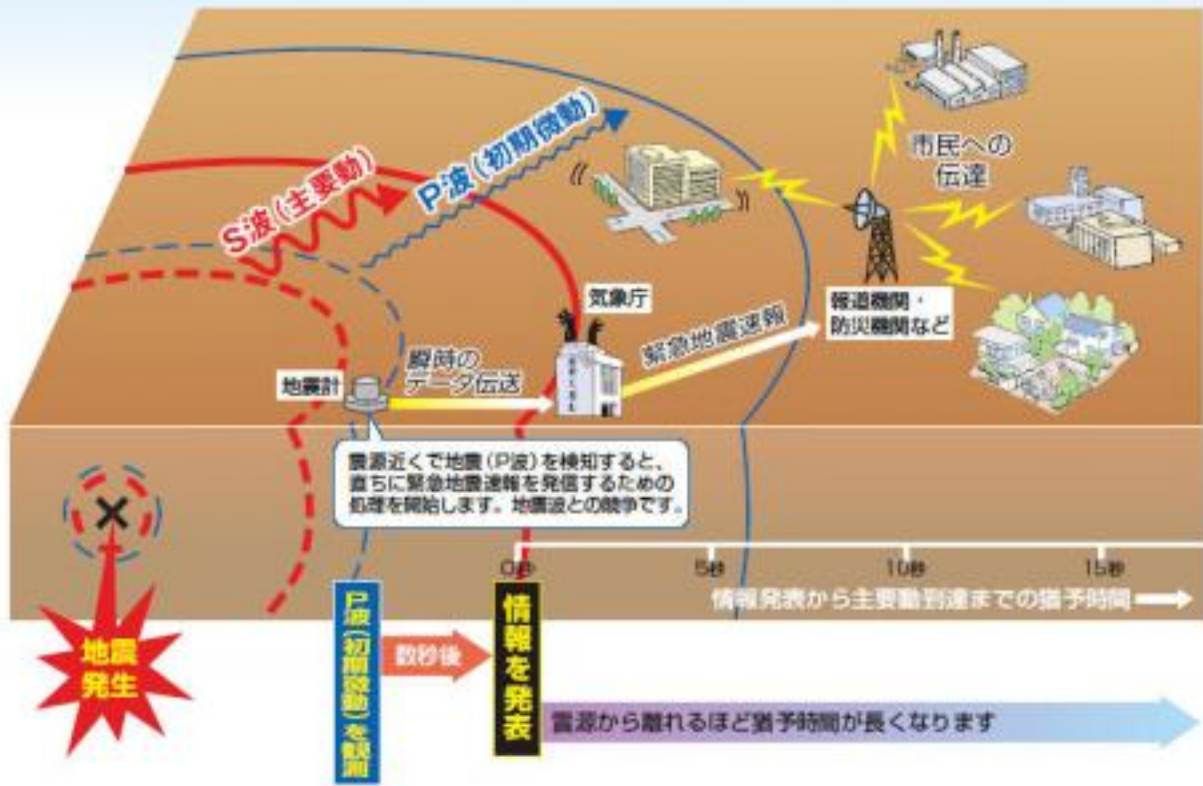 S波(主要動)
P波(初期微動)
市民への
伝達
気象庁
報道機関・
防災機関など
緊急地震速報
地震計
瞬時の
データ伝送
震源近くで地震(P波)を検知すると、
直ちに緊急地震速報を発信するための
処理を開始します。地震波との競争です。
0秒
5秒
10秒
15秒
情報発表から主要動到達までの猶予時間
地震
発生
P波(初期微動)を観測
数秒後
情報を発表
震源から離れるほど猶予時間が長くなります